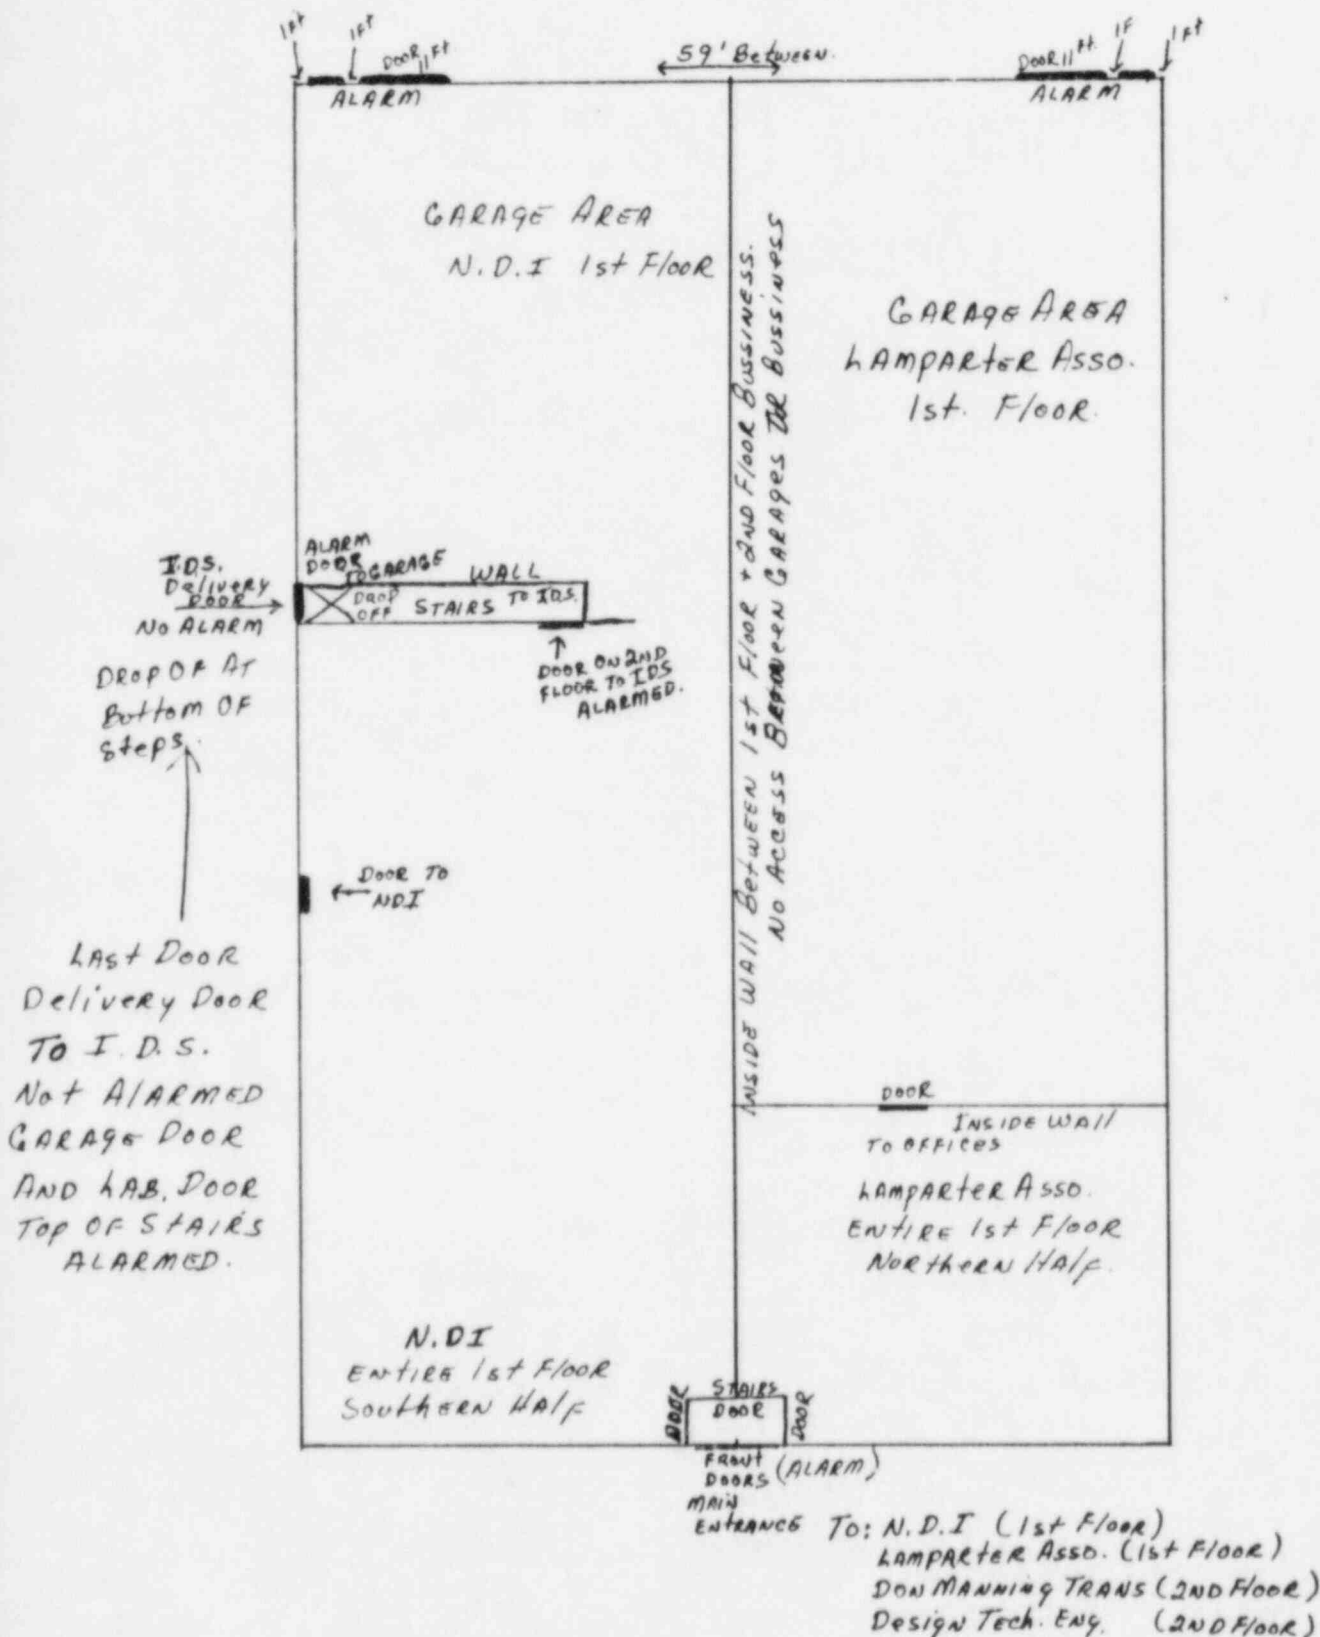 1 Ft
1 Ft
DOOR 11 Ft
59' Between.
DOOR 11 Ft.
1F
1 Ft
ALARM
ALARM
GARAGE AREA
N.D.I 1st Floor
GARAGE AREA
LAMPARTER ASSO.
1st. Floor.
INSIDE WALL BetWEEN 1st Floor + 2ND Floor BUSSINESS.
NO ACCESS BetWeeN GARAGES OR BUSSINESS
I.D.S.
Delivery
DOOR
NO ALARM
ALARM
DOOR
TO GARAGE
WALL
DROP
OFF
STAIRS TO IDS.
DOOR ON 2ND
FLOOR TO IDS
ALARMED.
DROP OF AT
Bottom OF
Steps.
DOOR TO
NDI
LAST DOOR
Delivery DOOR
TO I.D.S.
Not AlARMED
GARAGE DOOR
AND LAB. DOOR
TOP OF STAIRS
ALARMED.
DOOR
INSIDE WAll
TO OFFICES
LAMPARTER ASSO.
ENTIRE 1st FlOOR
NORTHERN HAlF.
N.DI
ENTIRE 1st FlOOR
SOUTHERN HAlF
DOOR
STAIRS
DOOR
DOOR
FRONT
DOORS (ALARM)
MAIN
ENTRANCE TO: N.D.I (1st Floor)
LAMPARTER ASSO. (1st Floor)
DON MANNING TRANS (2ND Floor)
Design Tech. ENG. (2ND Floor)